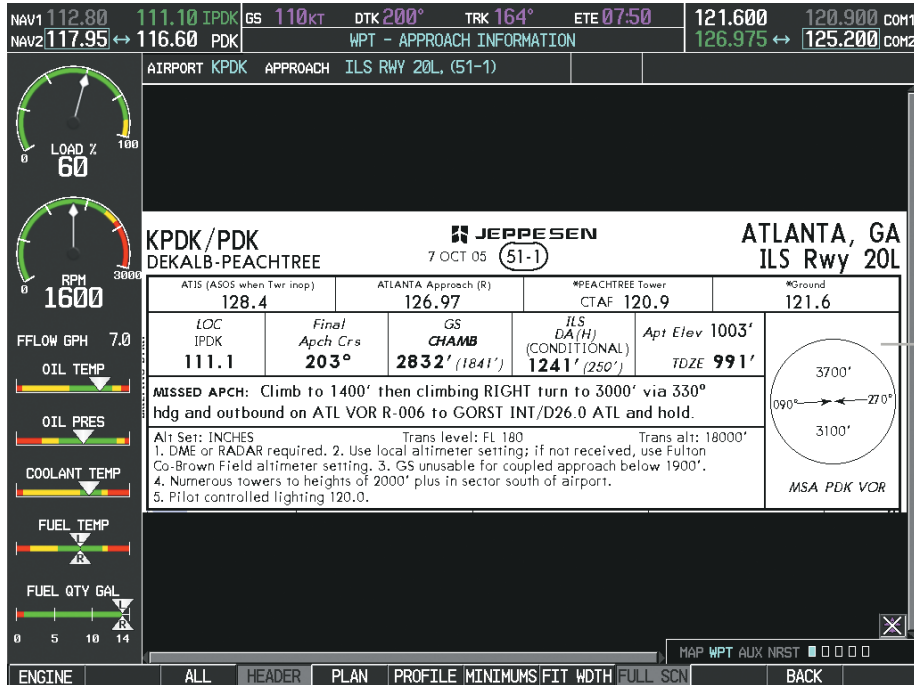 NAV1 112.80 111.10 IPDK GS 110KT DTK 200° TRK 164° ETE 07:50 121.600 120.900 COM1
NAV2 117.95 ↔ 116.60 PDK WPT - APPROACH INFORMATION 126.975 ↔ 125.200 COM2
AIRPORT KPDK APPROACH ILS RWY 20L, (51-1)
0 100
LOAD %
60
0 3000
RPM
1600
FFLOW GPH 7.0
OIL TEMP
OIL PRES
COOLANT TEMP
FUEL TEMP
L
R
FUEL QTY GAL
L
R
0 5 10 14
KPDK/PDK
DEKALB-PEACHTREE
JEPPESEN
7 OCT 05 51-1
ATLANTA, GA
ILS Rwy 20L
ATIS (ASOS when Twr inop)
128.4
ATLANTA Approach (R)
126.97
*PEACHTREE Tower
CTAF 120.9
*Ground
121.6
LOC
IPDK
111.1
Final
Apch Crs
203°
GS
CHAMB
2832' (1841')
ILS
DA(H)
(CONDITIONAL)
1241' (250')
Apt Elev 1003'
TDZE 991'
MISSED APCH: Climb to 1400' then climbing RIGHT turn to 3000' via 330°
hdg and outbound on ATL VOR R-006 to GORST INT/D26.0 ATL and hold.
Alt Set: INCHES Trans level: FL 180 Trans alt: 18000'
1. DME or RADAR required. 2. Use local altimeter setting; if not received, use Fulton
Co-Brown Field altimeter setting. 3. GS unusable for coupled approach below 1900'.
4. Numerous towers to heights of 2000' plus in sector south of airport.
5. Pilot controlled lighting 120.0.
3700'
090° 270°
3100'
MSA PDK VOR
MAP WPT AUX NRST
ENGINE ALL HEADER PLAN PROFILE MINIMUMS FIT WDTH FULL SCN BACK